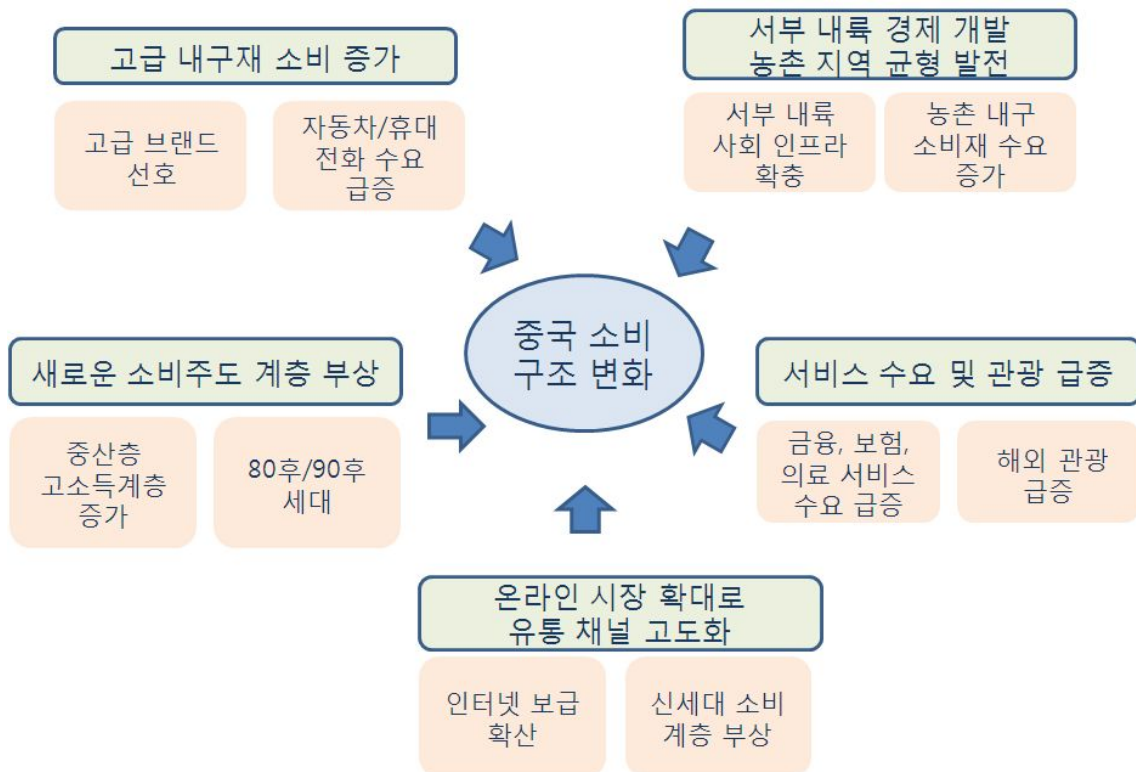 고급 내구재 소비 증가
고급 브랜드
선호
자동차/휴대
전화 수요
급증
서부 내륙 경제 개발
농촌 지역 균형 발전
서부 내륙
사회 인프라
확충
농촌 내구
소비재 수요
증가
중국 소비
구조 변화
새로운 소비주도 계층 부상
중산층
고소득계층
증가
80후/90후
세대
서비스 수요 및 관광 급증
금융, 보험,
의료 서비스
수요 급증
해외 관광
급증
온라인 시장 확대로
유통 채널 고도화
인터넷 보급
확산
신세대 소비
계층 부상